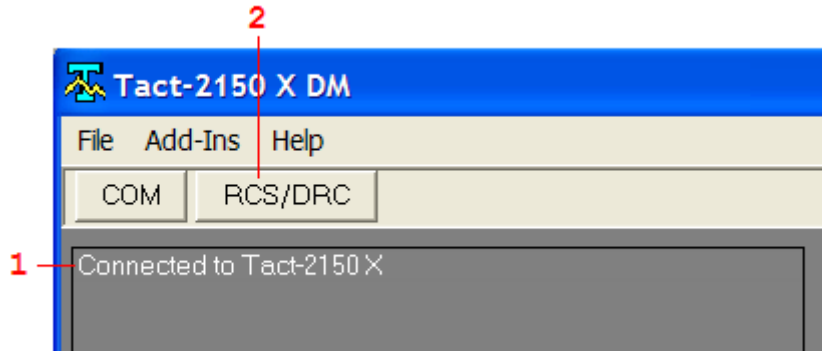 2
Tact-2150 X DM
File Add-Ins Help
COM RCS/DRC
1 Connected to Tact-2150 X